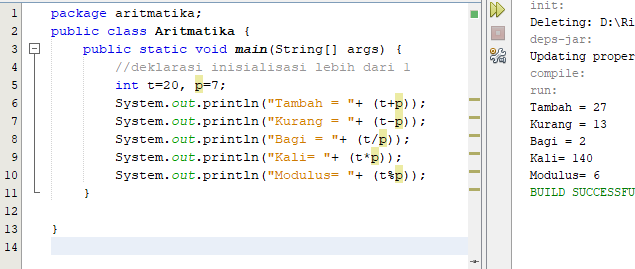 1 package aritmatika;
2 public class Aritmatika {
3 public static void main(String[] args) {
4 //deklarasi inisialisasi lebih dari 1
5 int t=20, p=7;
6 System.out.println("Tambah = "+ (t+p));
7 System.out.println("Kurang = "+ (t-p));
8 System.out.println("Bagi = "+ (t/p));
9 System.out.println("Kali= "+ (t*p));
10 System.out.println("Modulus= "+ (t%p));
11 }
12
13 }
14
init:
Deleting: D:\Ri
deps-jar:
Updating proper
compile:
run:
Tambah = 27
Kurang = 13
Bagi = 2
Kali= 140
Modulus= 6
BUILD SUCCESSFU